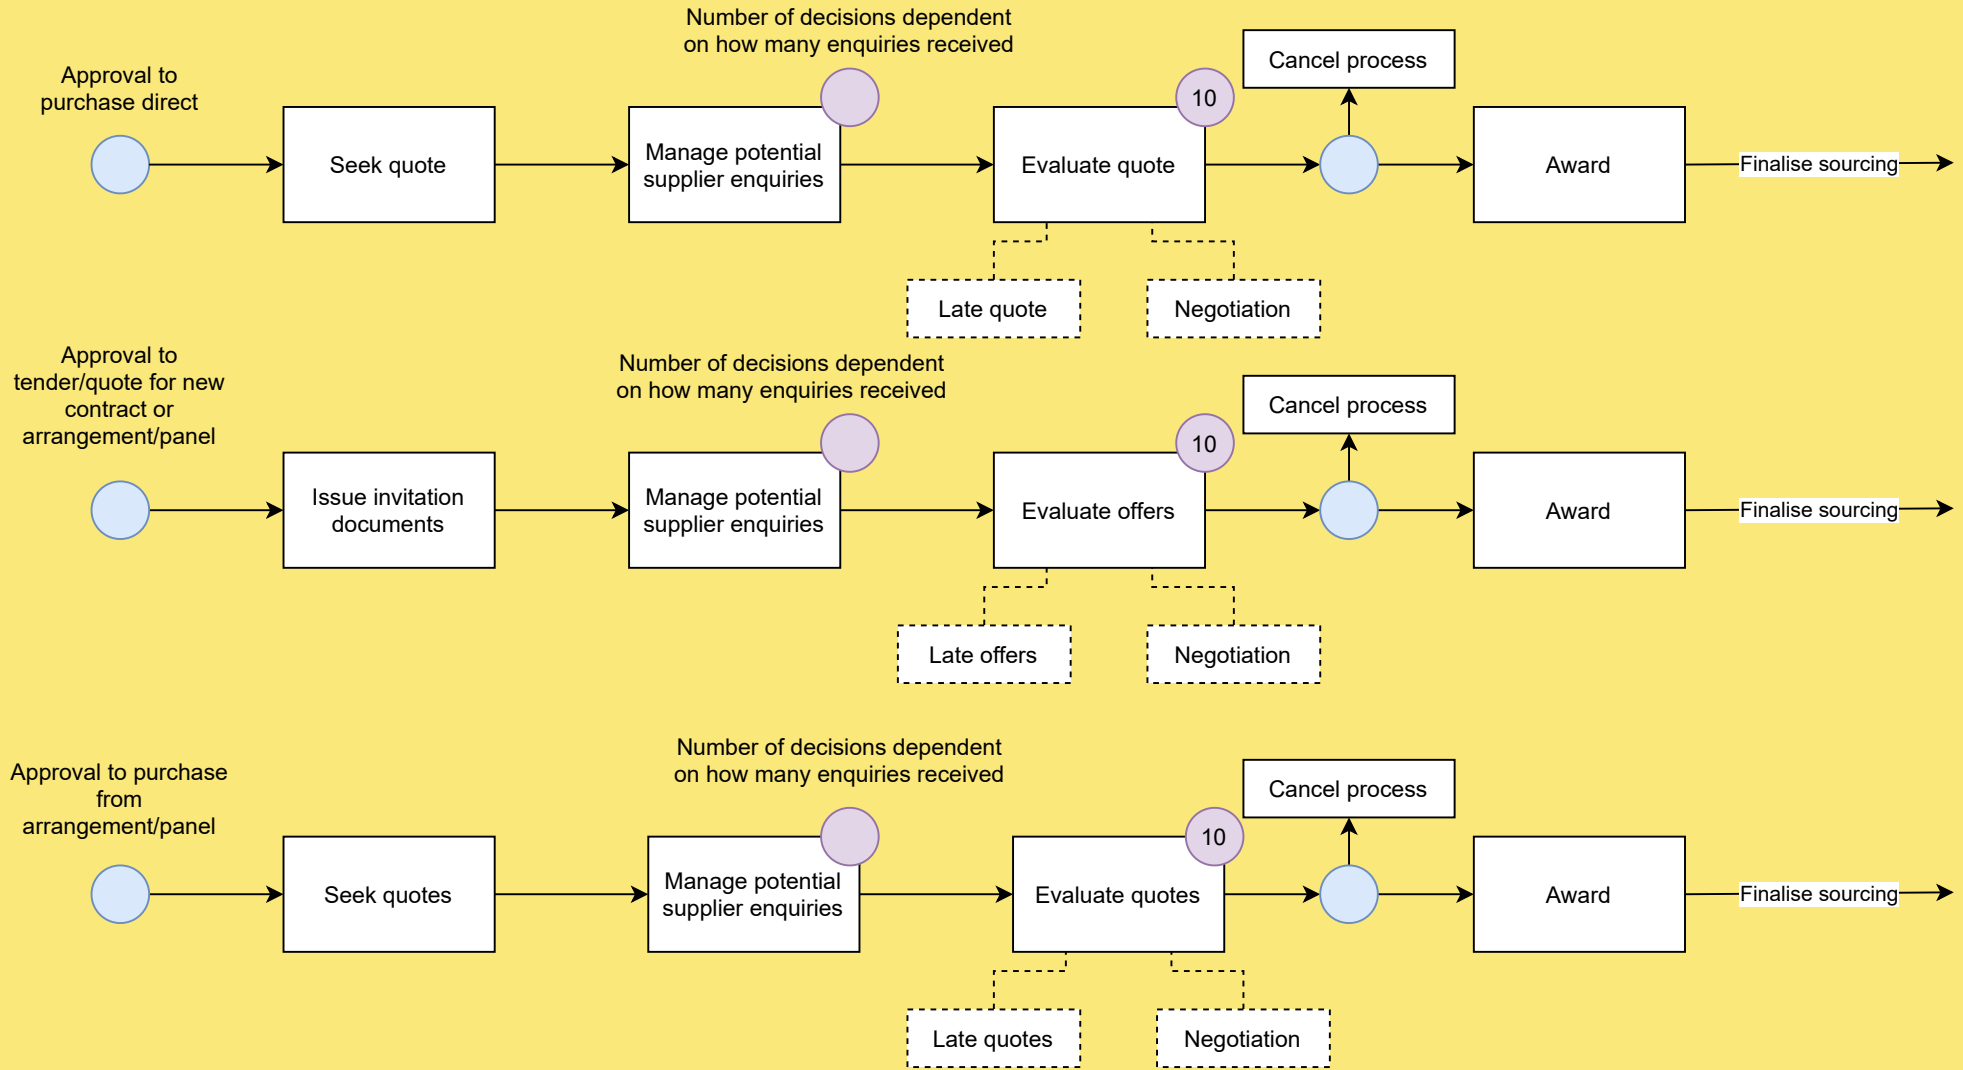 Number of decisions dependent
on how many enquiries received
Approval to
purchase direct
10
Cancel process
Seek quote
Manage potential
supplier enquiries
Evaluate quote
Award
Finalise sourcing
Late quote
Negotiation
Approval to
tender/quote for new
contract or
arrangement/panel
Number of decisions dependent
on how many enquiries received
10
Cancel process
Issue invitation
documents
Manage potential
supplier enquiries
Evaluate offers
Award
Finalise sourcing
Late offers
Negotiation
Approval to purchase
from
arrangement/panel
Number of decisions dependent
on how many enquiries received
10
Cancel process
Seek quotes
Manage potential
supplier enquiries
Evaluate quotes
Award
Finalise sourcing
Late quotes
Negotiation